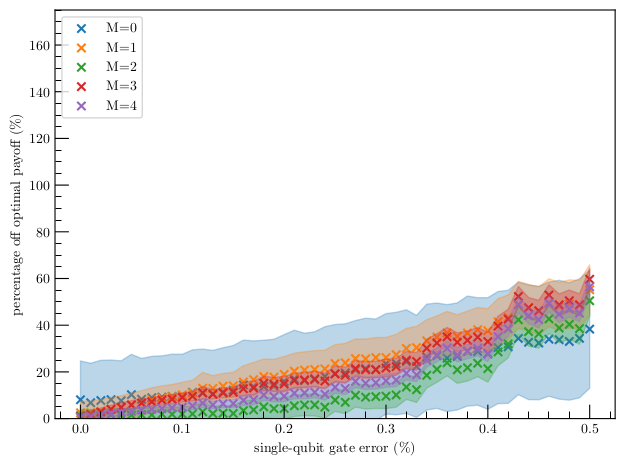 M=0
M=1
M=2
M=3
M=4
percentage off optimal payoff (%)
160
140
120
100
80
60
40
20
0
0.0 0.1 0.2 0.3 0.4 0.5
single-qubit gate error (%)